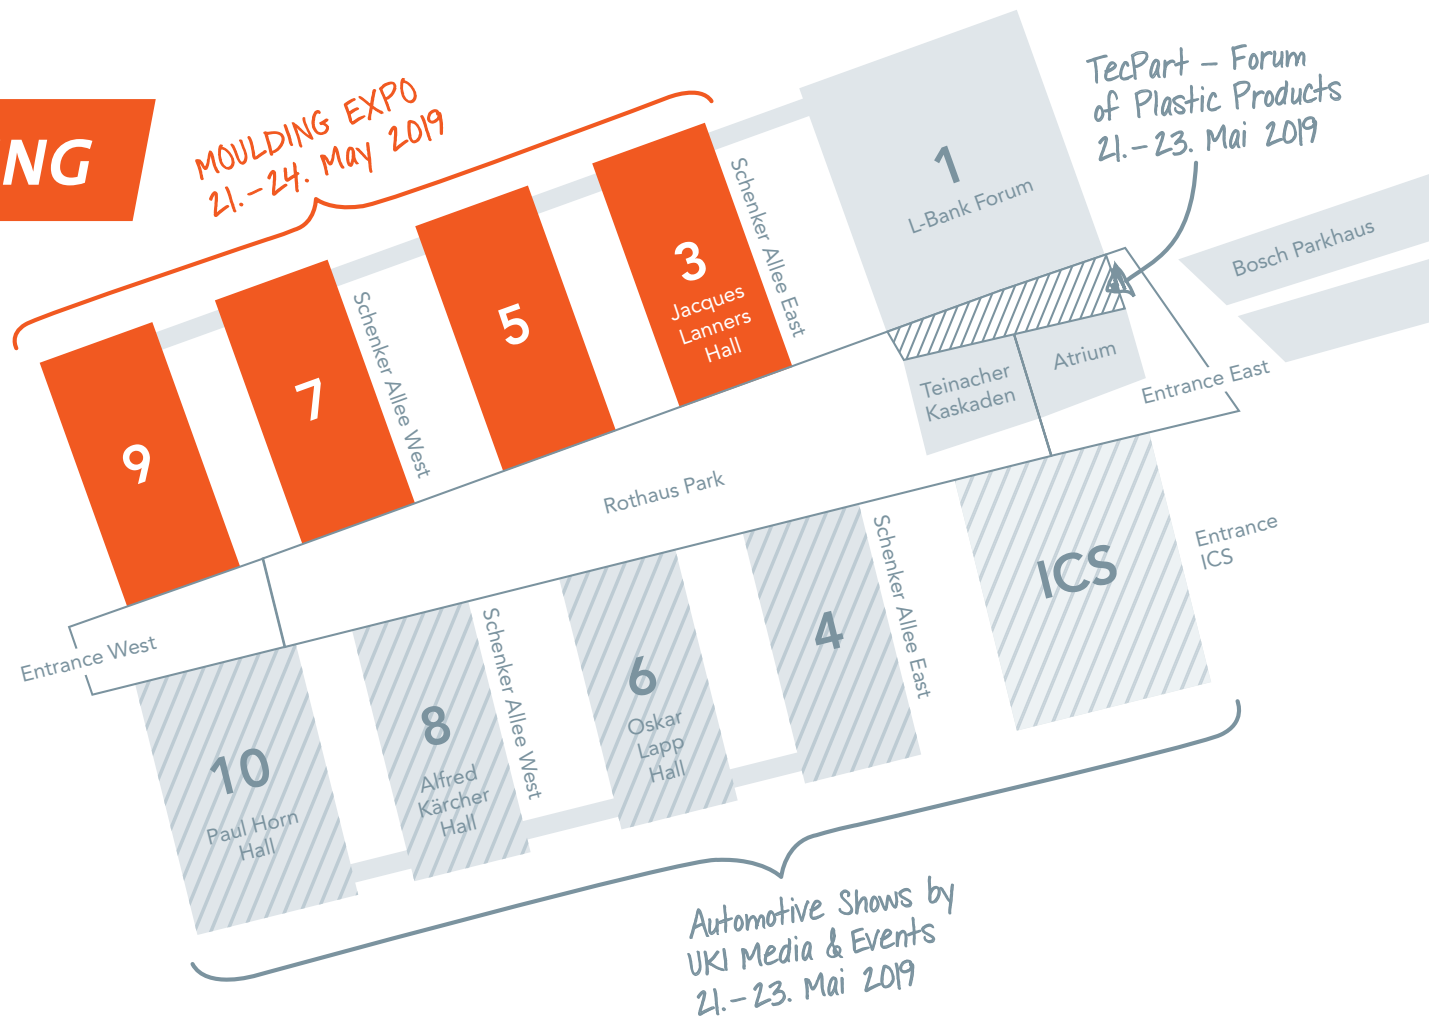 NG
MOULDING EXPO
21.–24. May 2019
TecPart – Forum
of Plastic Products
21.–23. Mai 2019
1
L-Bank Forum
Bosch Parkhaus
3
Jacques
Lanners
Hall
Schenker Allee East
5
7
Schenker Allee West
9
Teinacher
Kaskaden
Atrium
Entrance East
Rothaus Park
Entrance West
10
Paul Horn
Hall
8
Alfred
Kärcher
Hall
Schenker Allee West
6
Oskar
Lapp
Hall
4
Schenker Allee East
ICS
Entrance
ICS
Automotive Shows by
UKI Media & Events
21.–23. Mai 2019